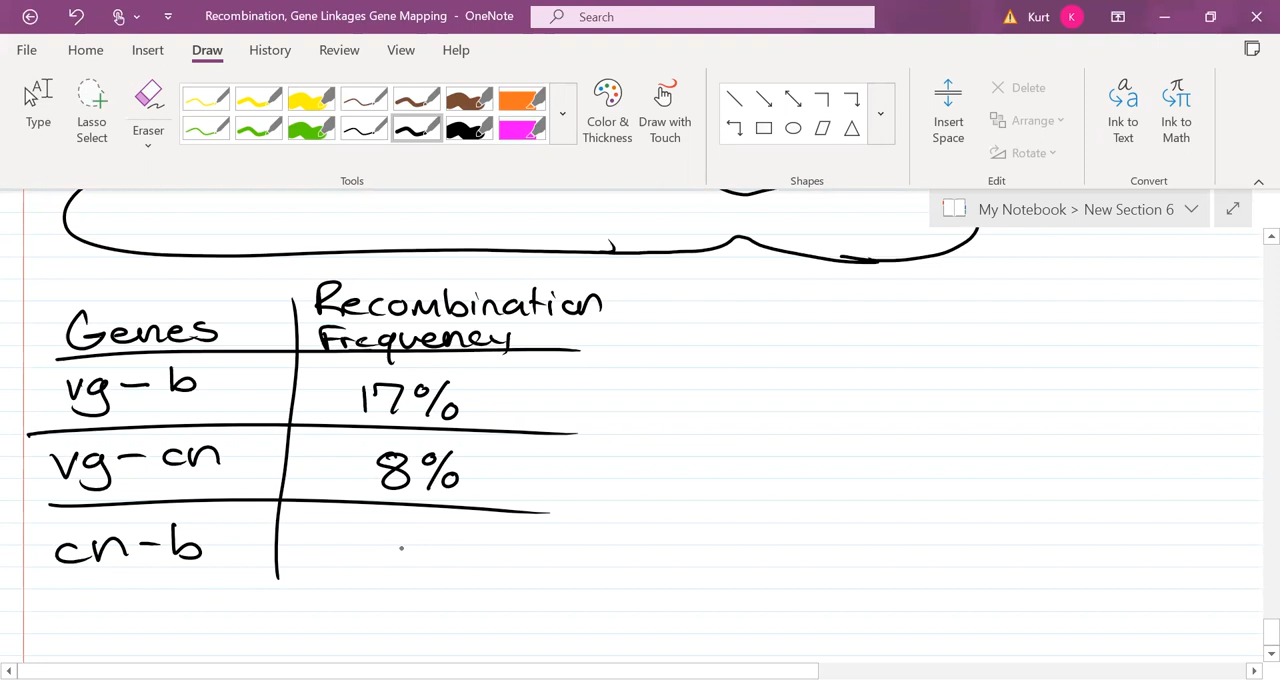 Recombination, Gene Linkages Gene Mapping - OneNote
Search
Kurt
K
File Home Insert Draw History Review View Help
Type
Lasso Select
Eraser
Color & Thickness
Draw with Touch
Insert Space
Delete
Arrange
Rotate
Ink to Text
Ink to Math
Tools
Shapes
Edit
Convert
My Notebook > New Section 6
Genes
Recombination
Frequency
vg - b 17%
vg - cn 8%
cn - b